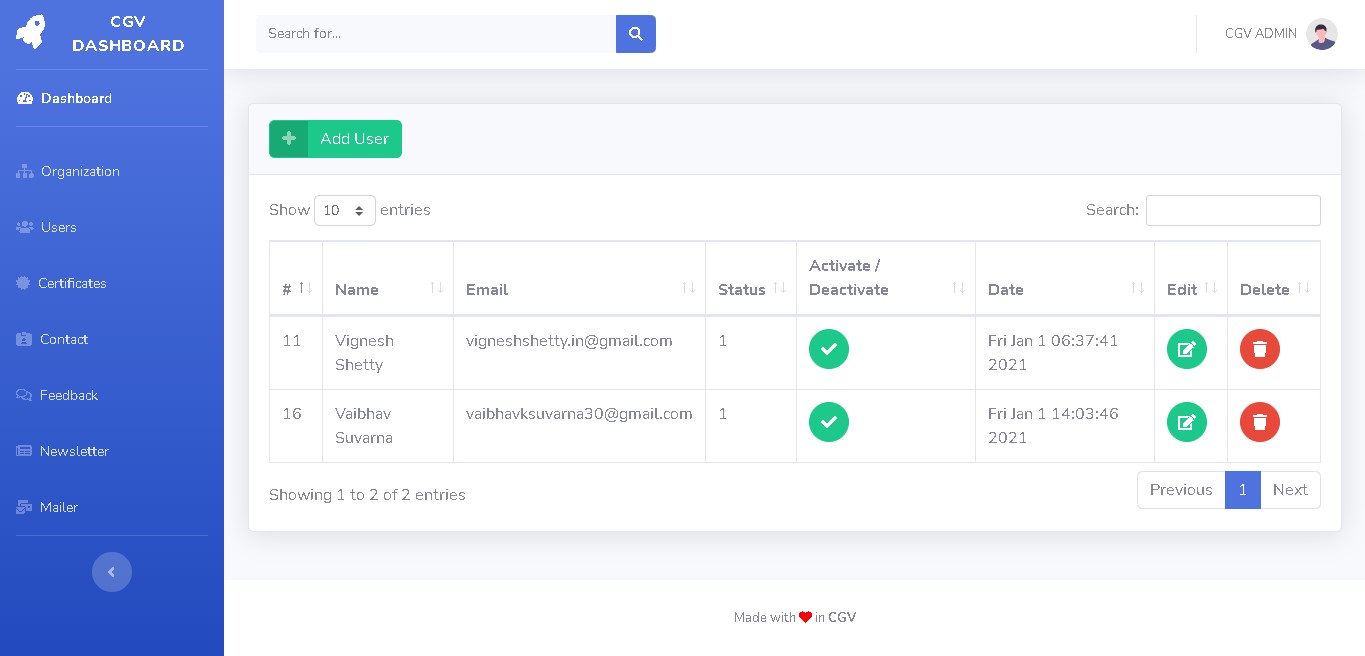 CGV
DASHBOARD
Search for...
CGV ADMIN
Dashboard
Organization
Users
Certificates
Contact
Feedback
Newsletter
Mailer
Add User
Show 10 entries
Search:
Activate /
# Name Email Status Deactivate Date Edit Delete
11 Vignesh vigneshshetty.in@gmail.com 1 Fri Jan 1 06:37:41
Shetty 2021
16 Vaibhav vaibhavksuvarna30@gmail.com 1 Fri Jan 1 14:03:46
Suvarna 2021
Showing 1 to 2 of 2 entries
Previous 1 Next
Made with ❤ in CGV